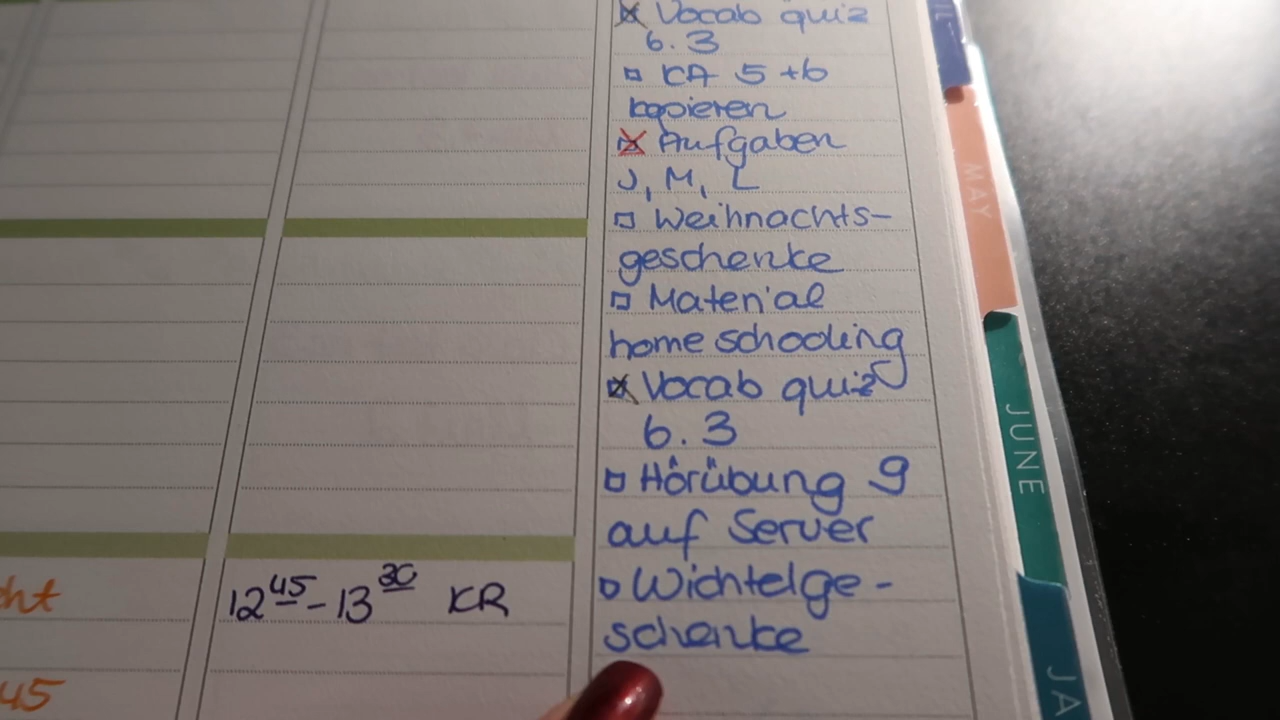 Vocab quiz
6.3
KA 5+6
kopieren
Aufgaben
J, M, L
Weihnachts-
geschenke
Material
homeschooling
Vocab quiz
6.3
Hörübung 9
auf Server
Wichtelge-
schenke
12 45 - 13 30 KR
45
MAY
JUNE